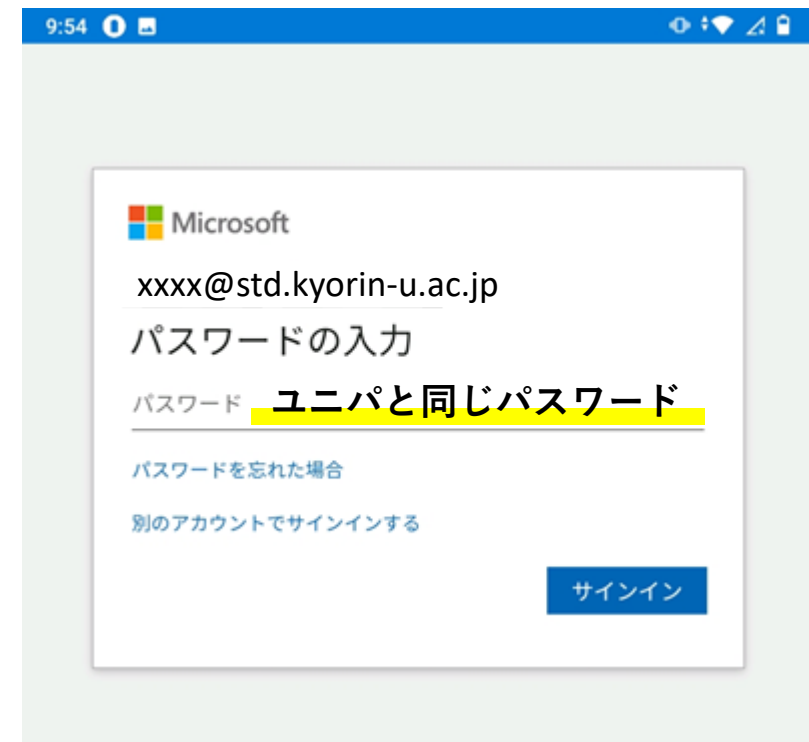 9:54
Microsoft
xxxx@std.kyorin-u.ac.jp
パスワードの入力
パスワード ユニパと同じパスワード
パスワードを忘れた場合
別のアカウントでサインインする
サインイン